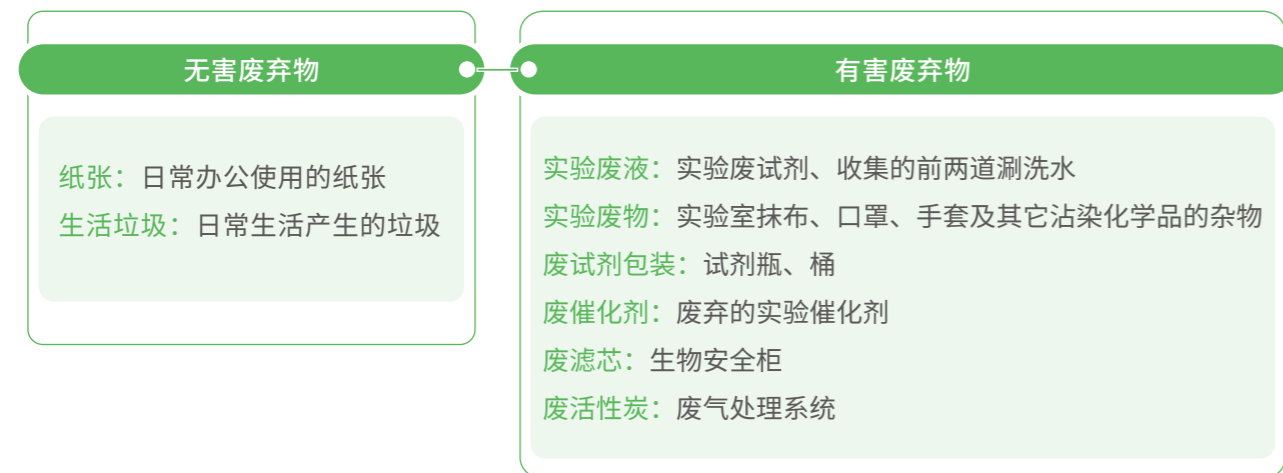 无害废弃物
纸张：日常办公使用的纸张
生活垃圾：日常生活产生的垃圾
有害废弃物
实验废液：实验废试剂、收集的前两道涮洗水
实验废物：实验室抹布、口罩、手套及其它沾染化学品的杂物
废试剂包装：试剂瓶、桶
废催化剂：废弃的实验催化剂
废滤芯：生物安全柜
废活性炭：废气处理系统